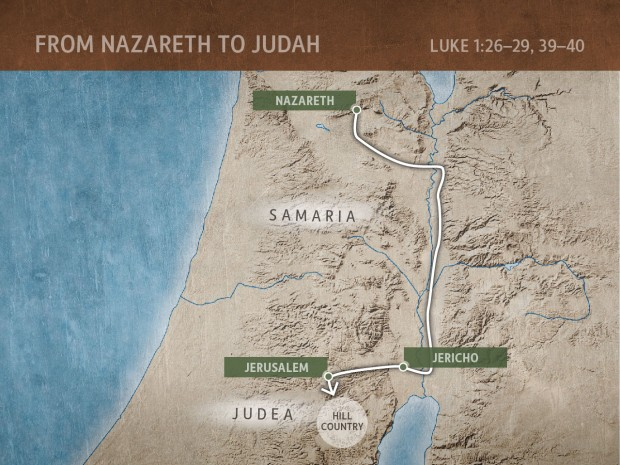 FROM NAZARETH TO JUDAH
LUKE 1:26–29, 39–40
NAZARETH
SAMARIA
JERICHO
JERUSALEM
JUDEA
HILL
COUNTRY